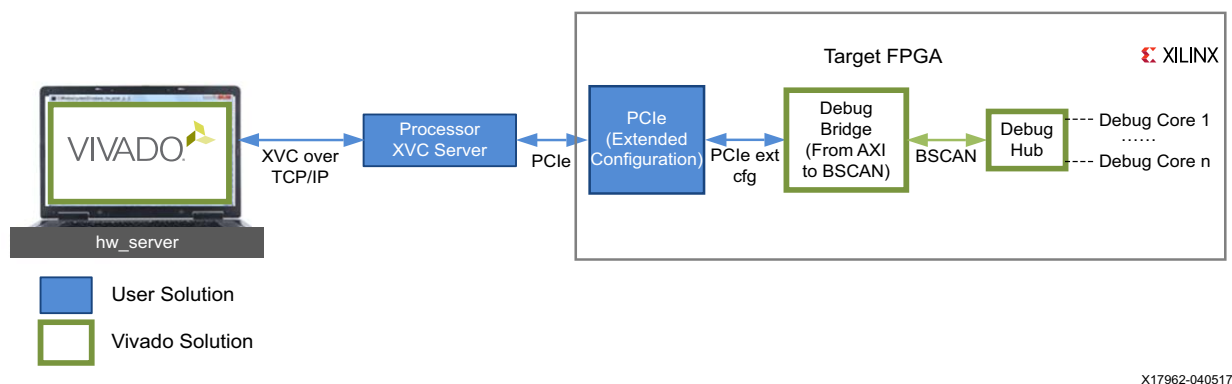 Target FPGA
XILINX
VIVADO
hw_server
XVC over
TCP/IP
Processor
XVC Server
PCIe
PCIe
(Extended
Configuration)
PCIe ext
cfg
Debug
Bridge
(From AXI
to BSCAN)
BSCAN
Debug
Hub
Debug Core 1
......
Debug Core n
User Solution
Vivado Solution
X17962-040517